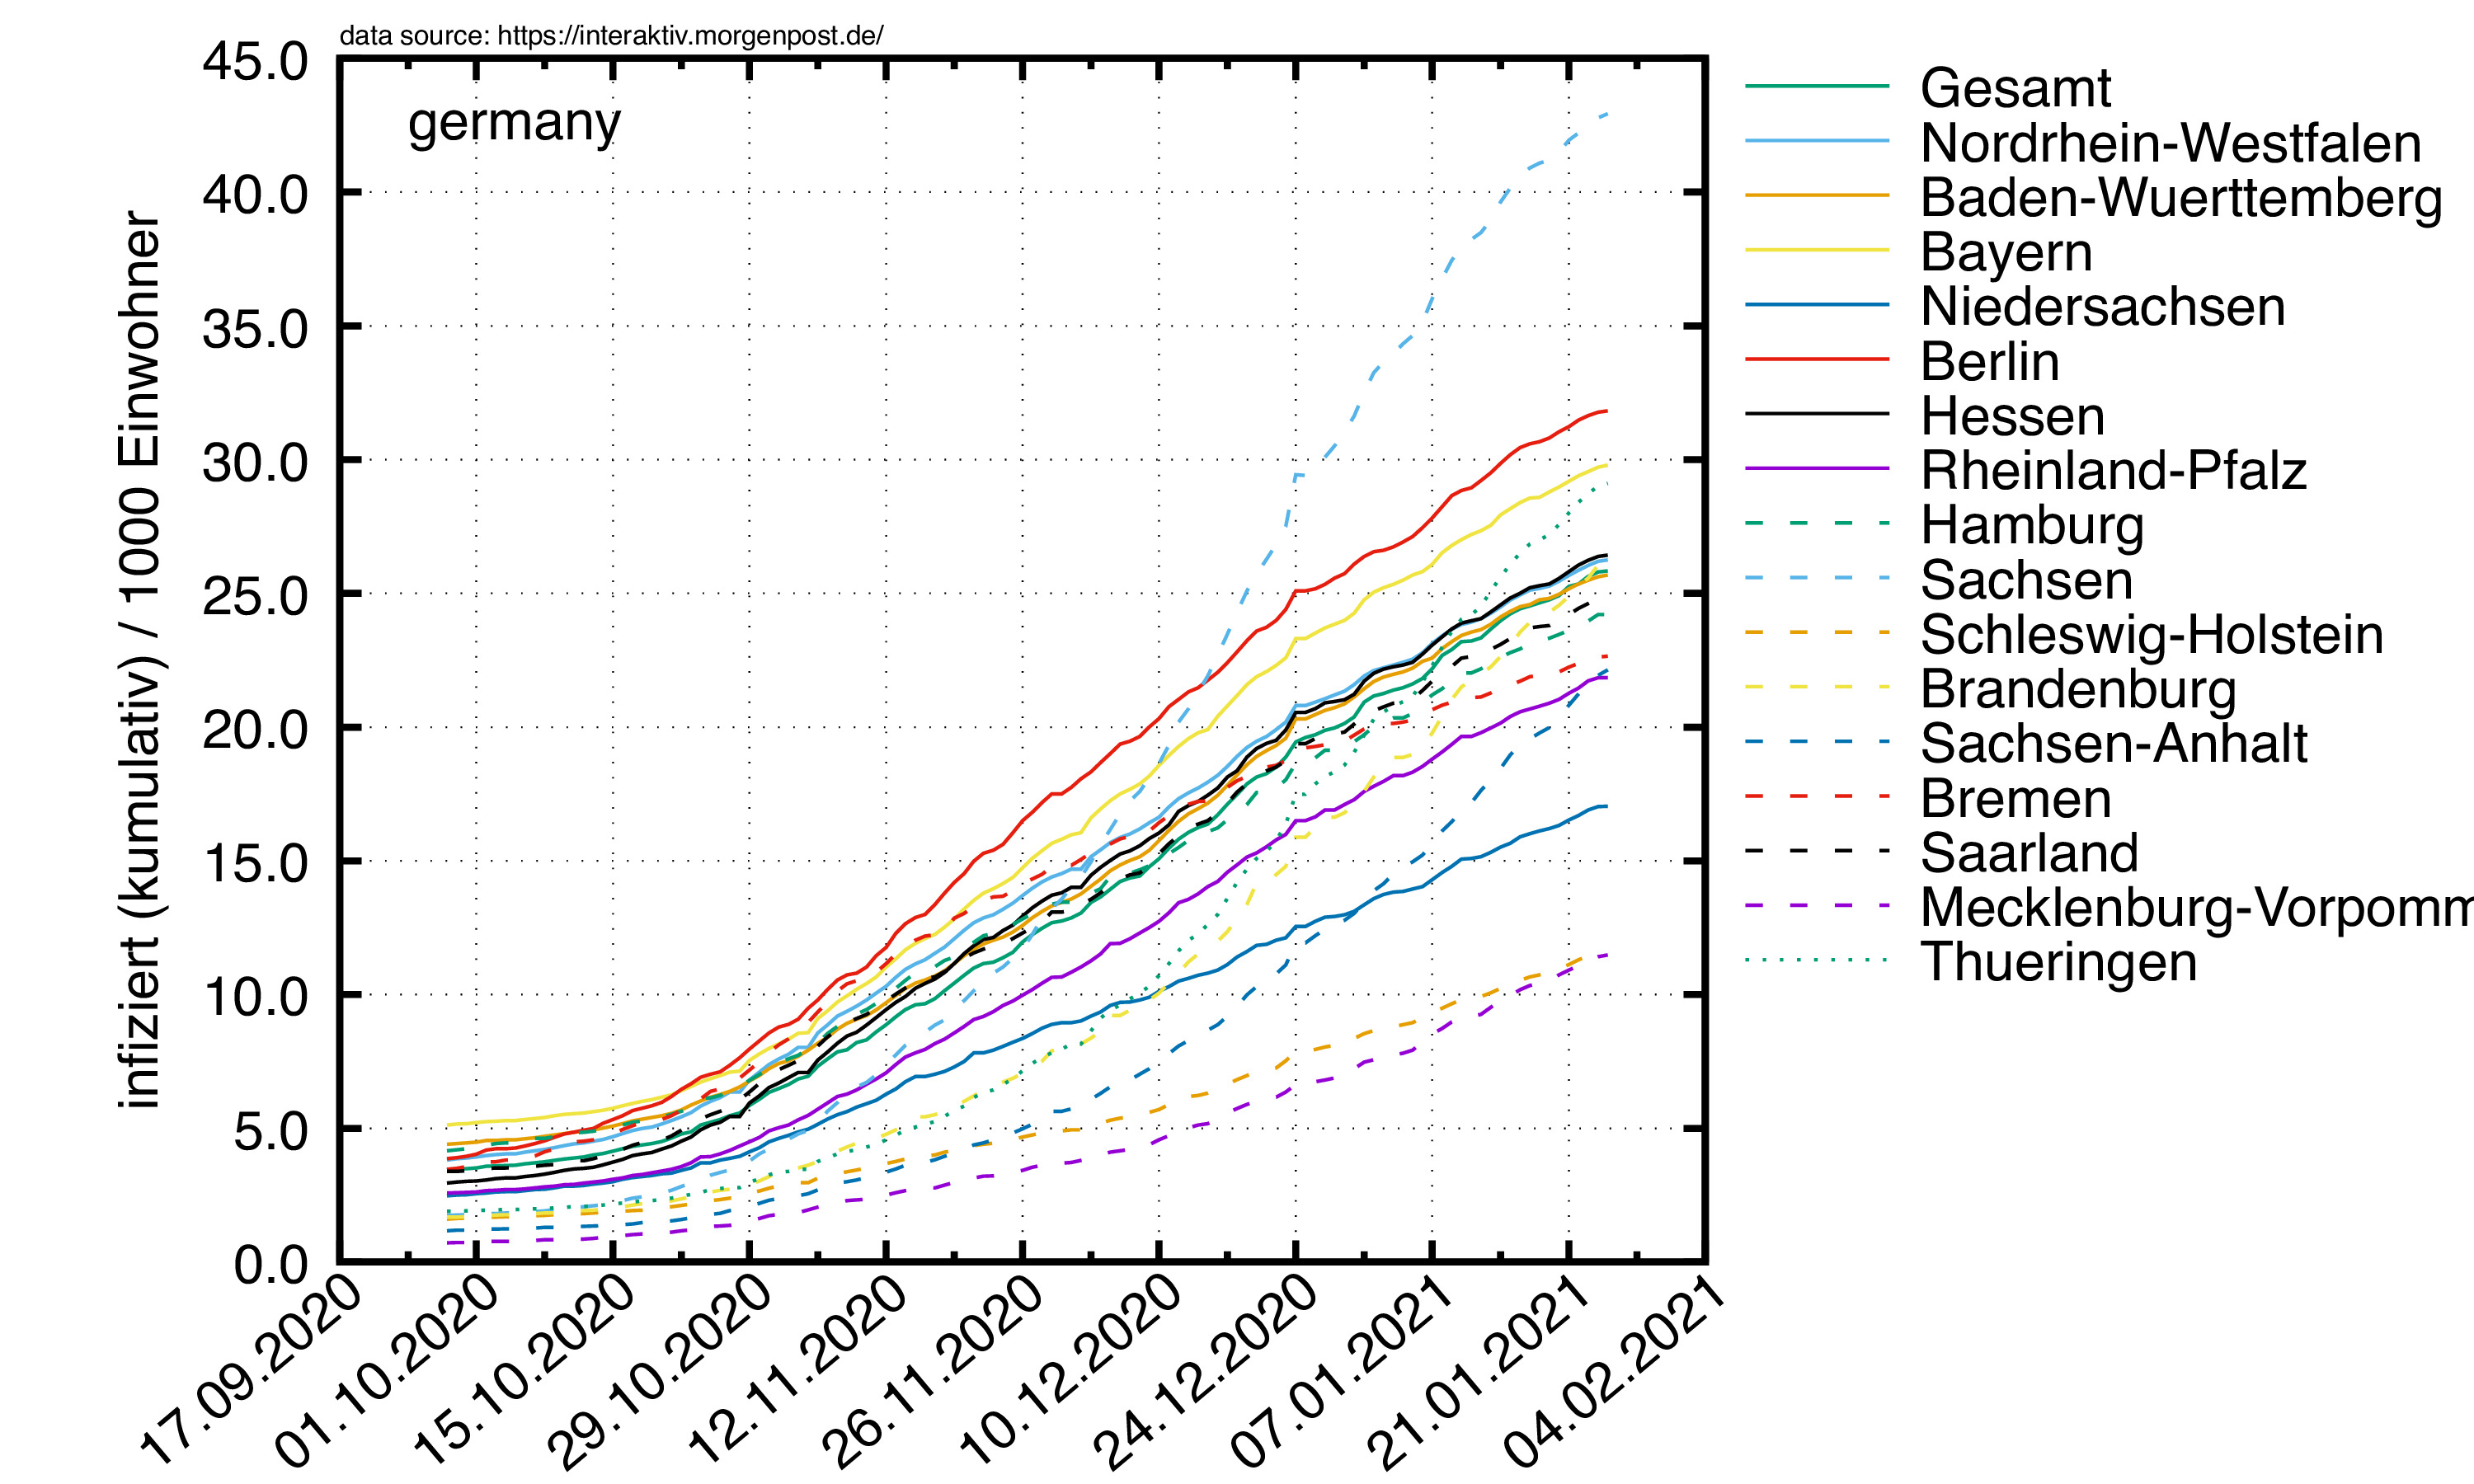 data source: https://interaktiv.morgenpost.de/
germany
infiziert (kumulativ) / 1000 Einwohner
45.0
40.0
35.0
30.0
25.0
20.0
15.0
10.0
5.0
0.0
17.09.2020
01.10.2020
15.10.2020
29.10.2020
12.11.2020
26.11.2020
10.12.2020
24.12.2020
07.01.2021
21.01.2021
04.02.2021
Gesamt
Nordrhein-Westfalen
Baden-Wuerttemberg
Bayern
Niedersachsen
Berlin
Hessen
Rheinland-Pfalz
Hamburg
Sachsen
Schleswig-Holstein
Brandenburg
Sachsen-Anhalt
Bremen
Saarland
Mecklenburg-Vorpomm
Thueringen